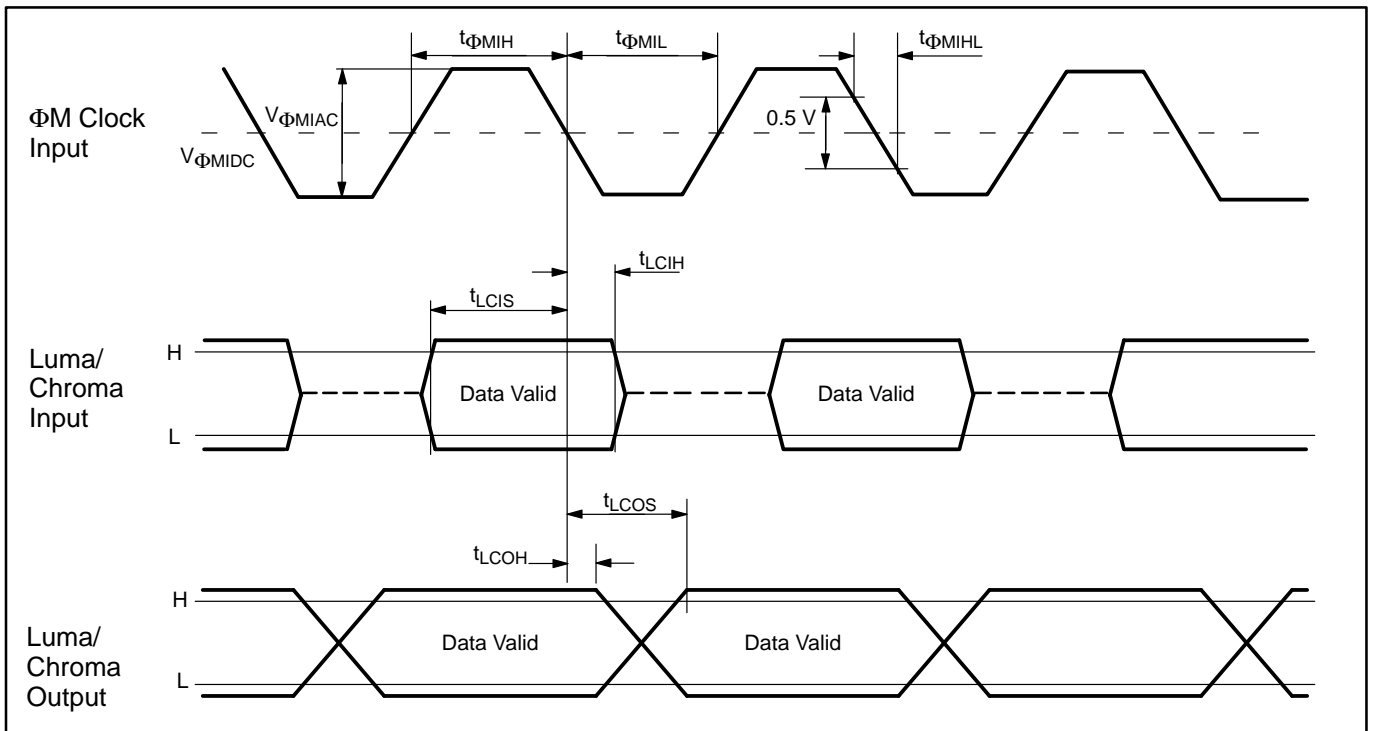 tΦMIH
tΦMIL
tΦMIHL
ΦM Clock
Input
VΦMIAC
0.5 V
VΦMIDC
tLCIH
tLCIS
H
Luma/
Chroma
Input
Data Valid
Data Valid
L
tLCOS
tLCOH
H
Luma/
Chroma
Output
Data Valid
Data Valid
L